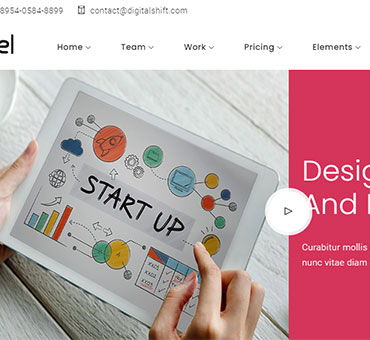 8954-0584-8899 contact@digitalshift.com
el
Home Team Work Pricing Elements
START UP
Desig
And
Curabitur mollis
nunc vitae diam